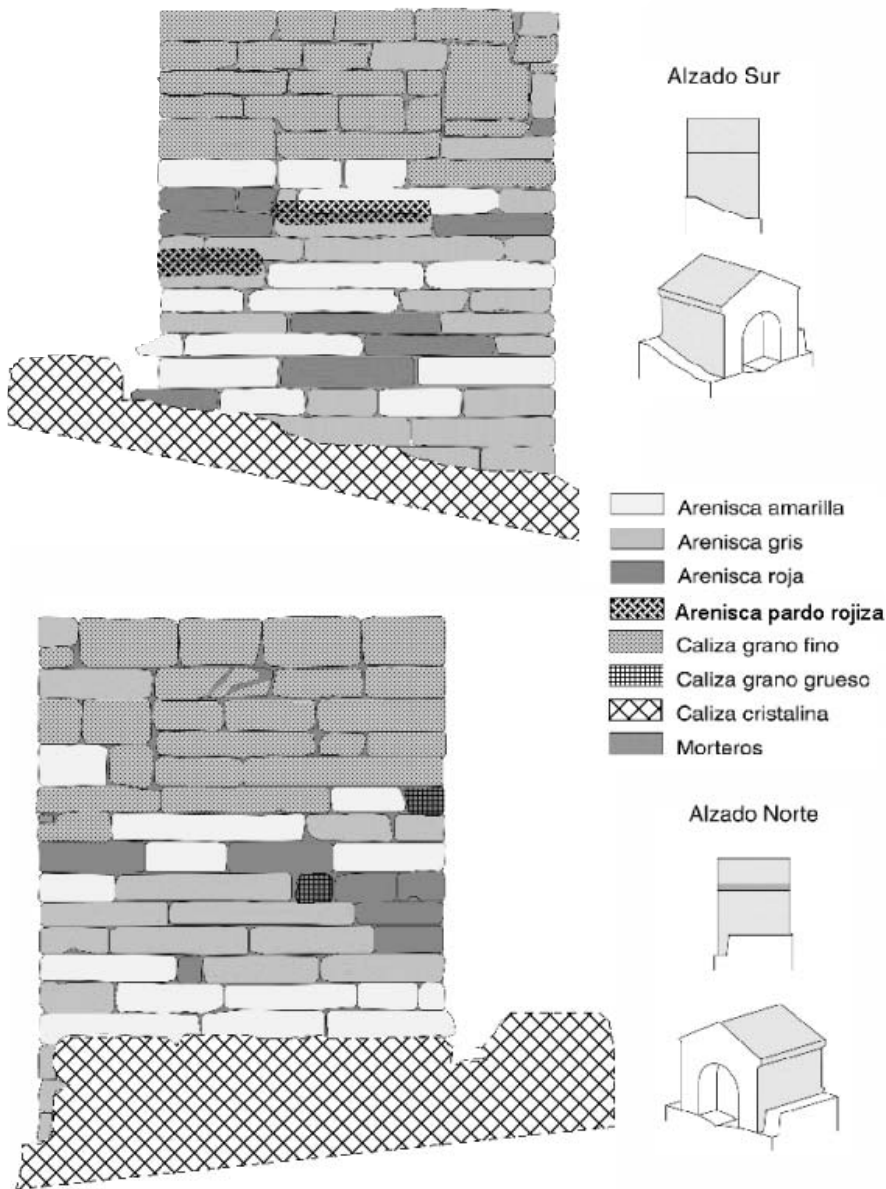 Alzado Sur
Arenisca amarilla
Arenisca gris
Arenisca roja
Arenisca pardo rojiza
Caliza grano fino
Caliza grano grueso
Caliza cristalina
Morteros
Alzado Norte